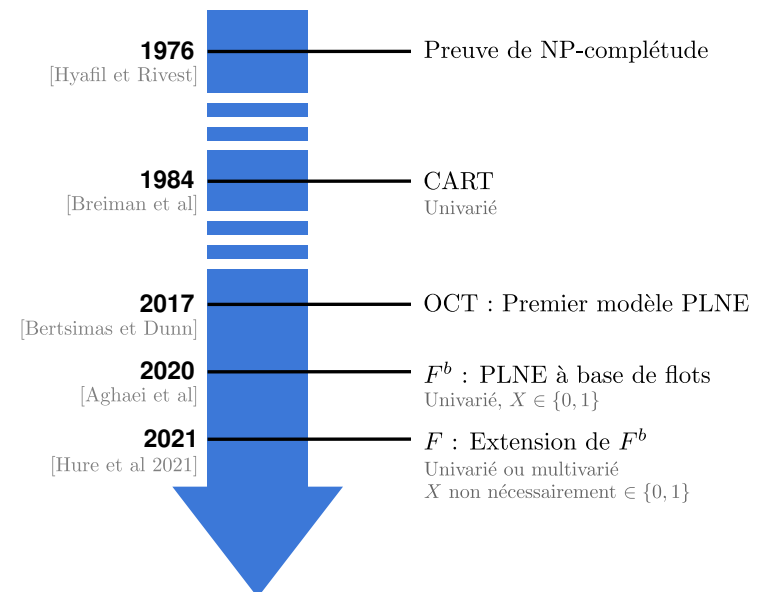 1976
Preuve de NP-complétude
[Hyafil et Rivest]
1984
CART
[Breiman et al]
Univarié
2017
OCT : Premier modèle PLNE
[Bertsimas et Dunn]
2020
F^b : PLNE à base de flots
[Aghaei et al]
Univarié, X ∈ {0, 1}
2021
F : Extension de F^b
[Hure et al 2021]
Univarié ou multivarié
X non nécessairement ∈ {0, 1}